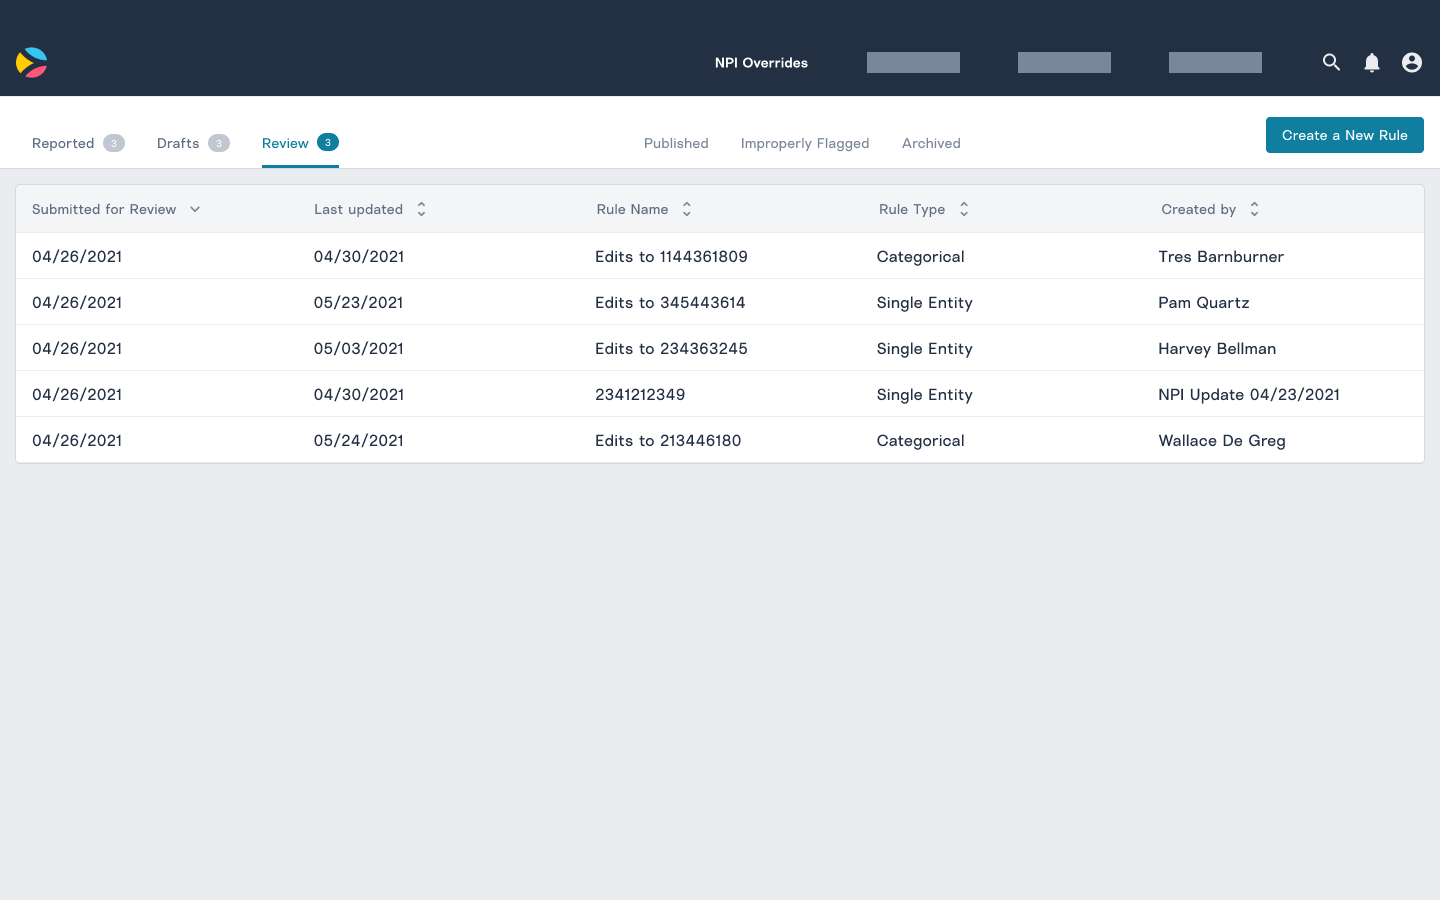 NPI Overrides
Reported 3 Drafts 3 Review 3 Published Improperly Flagged Archived Create a New Rule
Submitted for Review Last updated Rule Name Rule Type Created by
04/26/2021 04/30/2021 Edits to 1144361809 Categorical Tres Barnburner
04/26/2021 05/23/2021 Edits to 345443614 Single Entity Pam Quartz
04/26/2021 05/03/2021 Edits to 234363245 Single Entity Harvey Bellman
04/26/2021 04/30/2021 2341212349 Single Entity NPI Update 04/23/2021
04/26/2021 05/24/2021 Edits to 213446180 Categorical Wallace De Greg